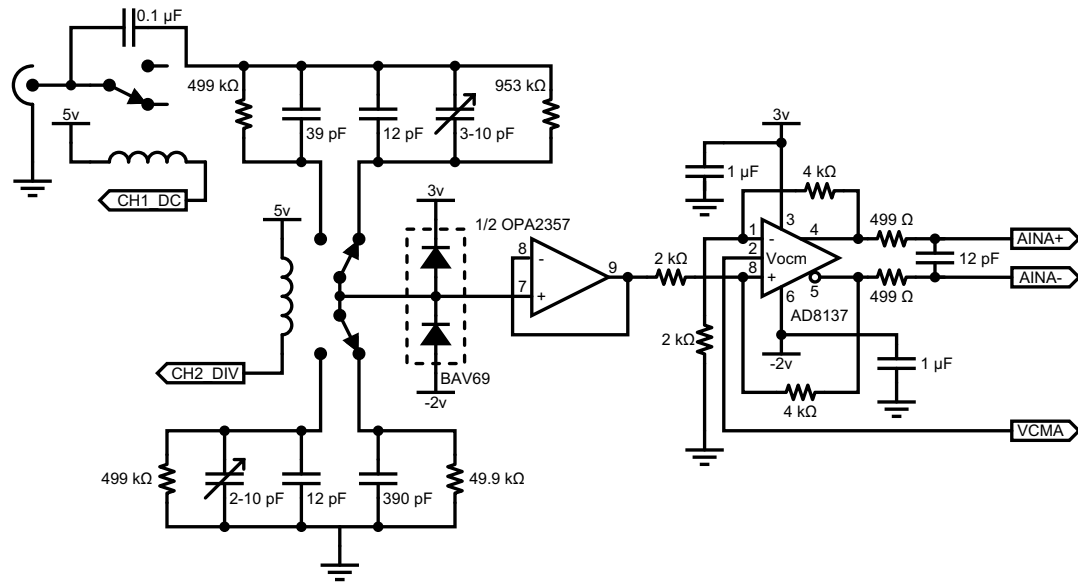 0.1 µF
499 kΩ
39 pF
12 pF
3-10 pF
953 kΩ
5v
CH1_DC
5v
3v
1/2 OPA2357
8
-
7
+
9
2 kΩ
BAV69
-2v
CH2_DIV
3v
1 µF
4 kΩ
3
1
-
4
2
Vocm
8
+
5
6
AD8137
499 Ω
499 Ω
12 pF
AINA+
AINA-
2 kΩ
-2v
1 µF
4 kΩ
VCMA
499 kΩ
2-10 pF
12 pF
390 pF
49.9 kΩ